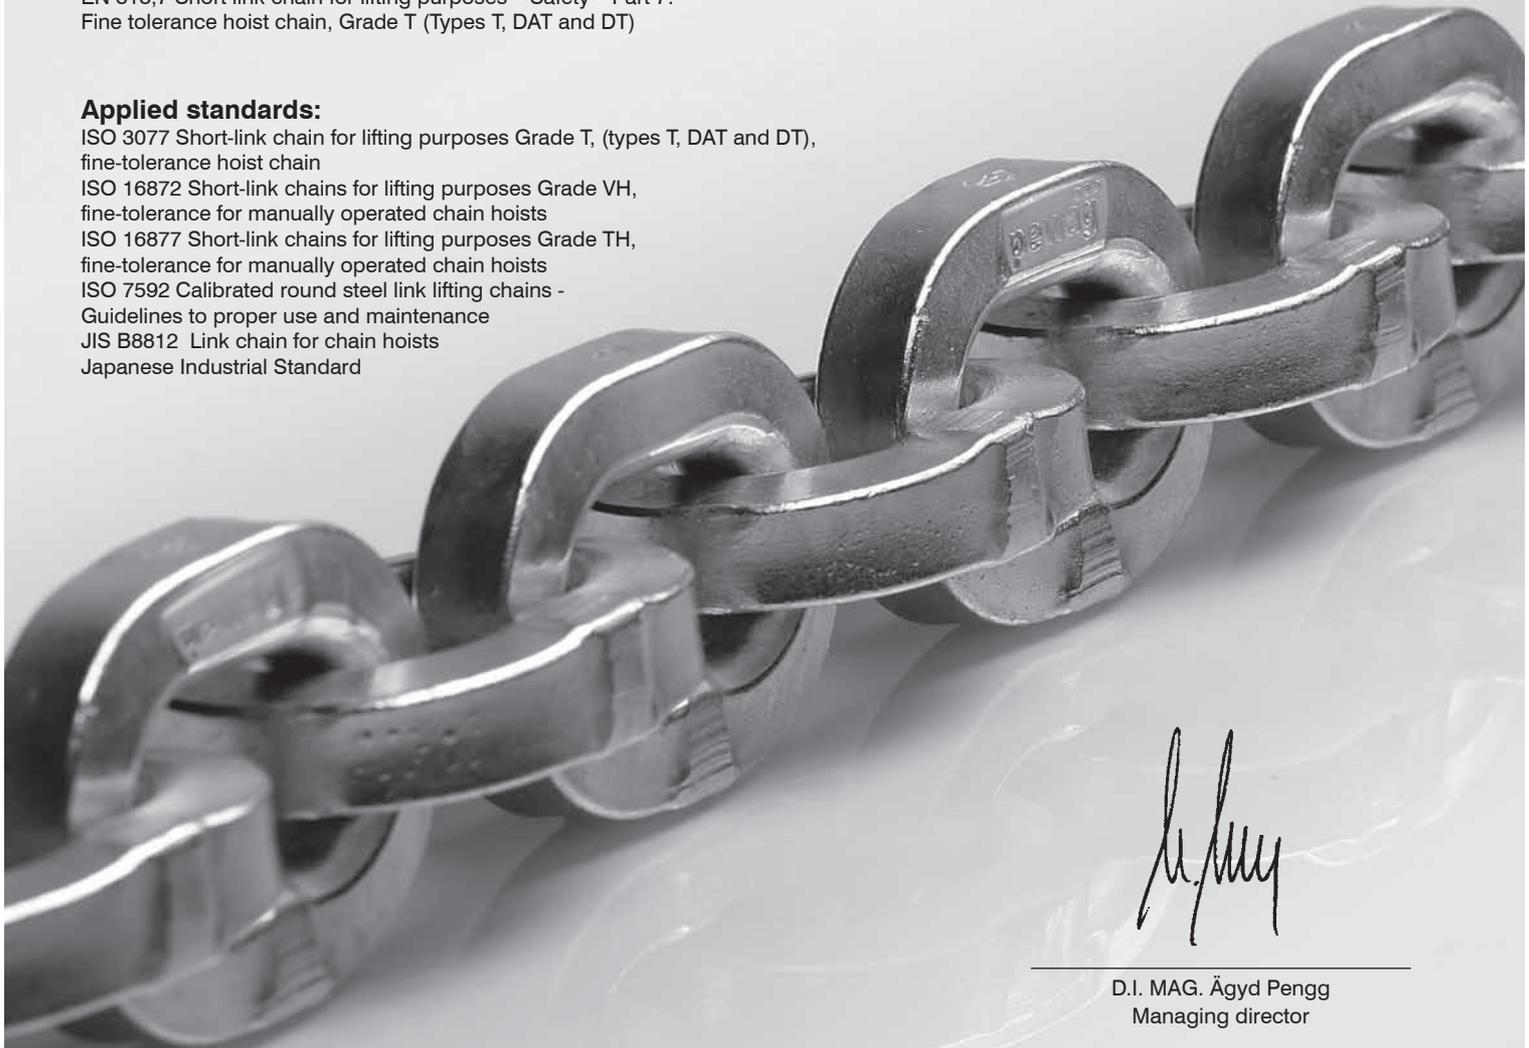 Fine tolerance hoist chain, Grade T (Types T, DAT and DT)
Applied standards:
ISO 3077 Short-link chain for lifting purposes Grade T, (types T, DAT and DT),
fine-tolerance hoist chain
ISO 16872 Short-link chains for lifting purposes Grade VH,
fine-tolerance for manually operated chain hoists
ISO 16877 Short-link chains for lifting purposes Grade TH,
fine-tolerance for manually operated chain hoists
ISO 7592 Calibrated round steel link lifting chains -
Guidelines to proper use and maintenance
JIS B8812  Link chain for chain hoists
Japanese Industrial Standard
pewag
D.I. MAG. Ägyd Pengg
Managing director